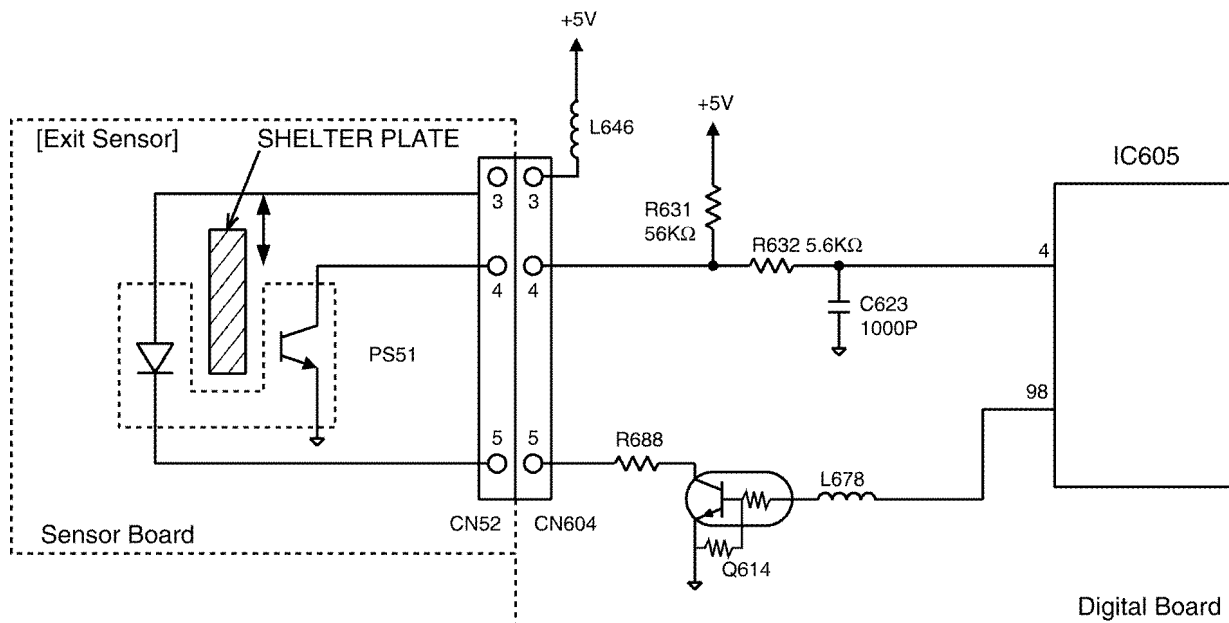 +5V
L646
+5V
[Exit Sensor]
SHELTER PLATE
IC605
3
3
R631
56KΩ
R632 5.6KΩ
4
4
4
C623
1000P
PS51
98
5
5
R688
L678
CN52
CN604
Sensor Board
Q614
Digital Board